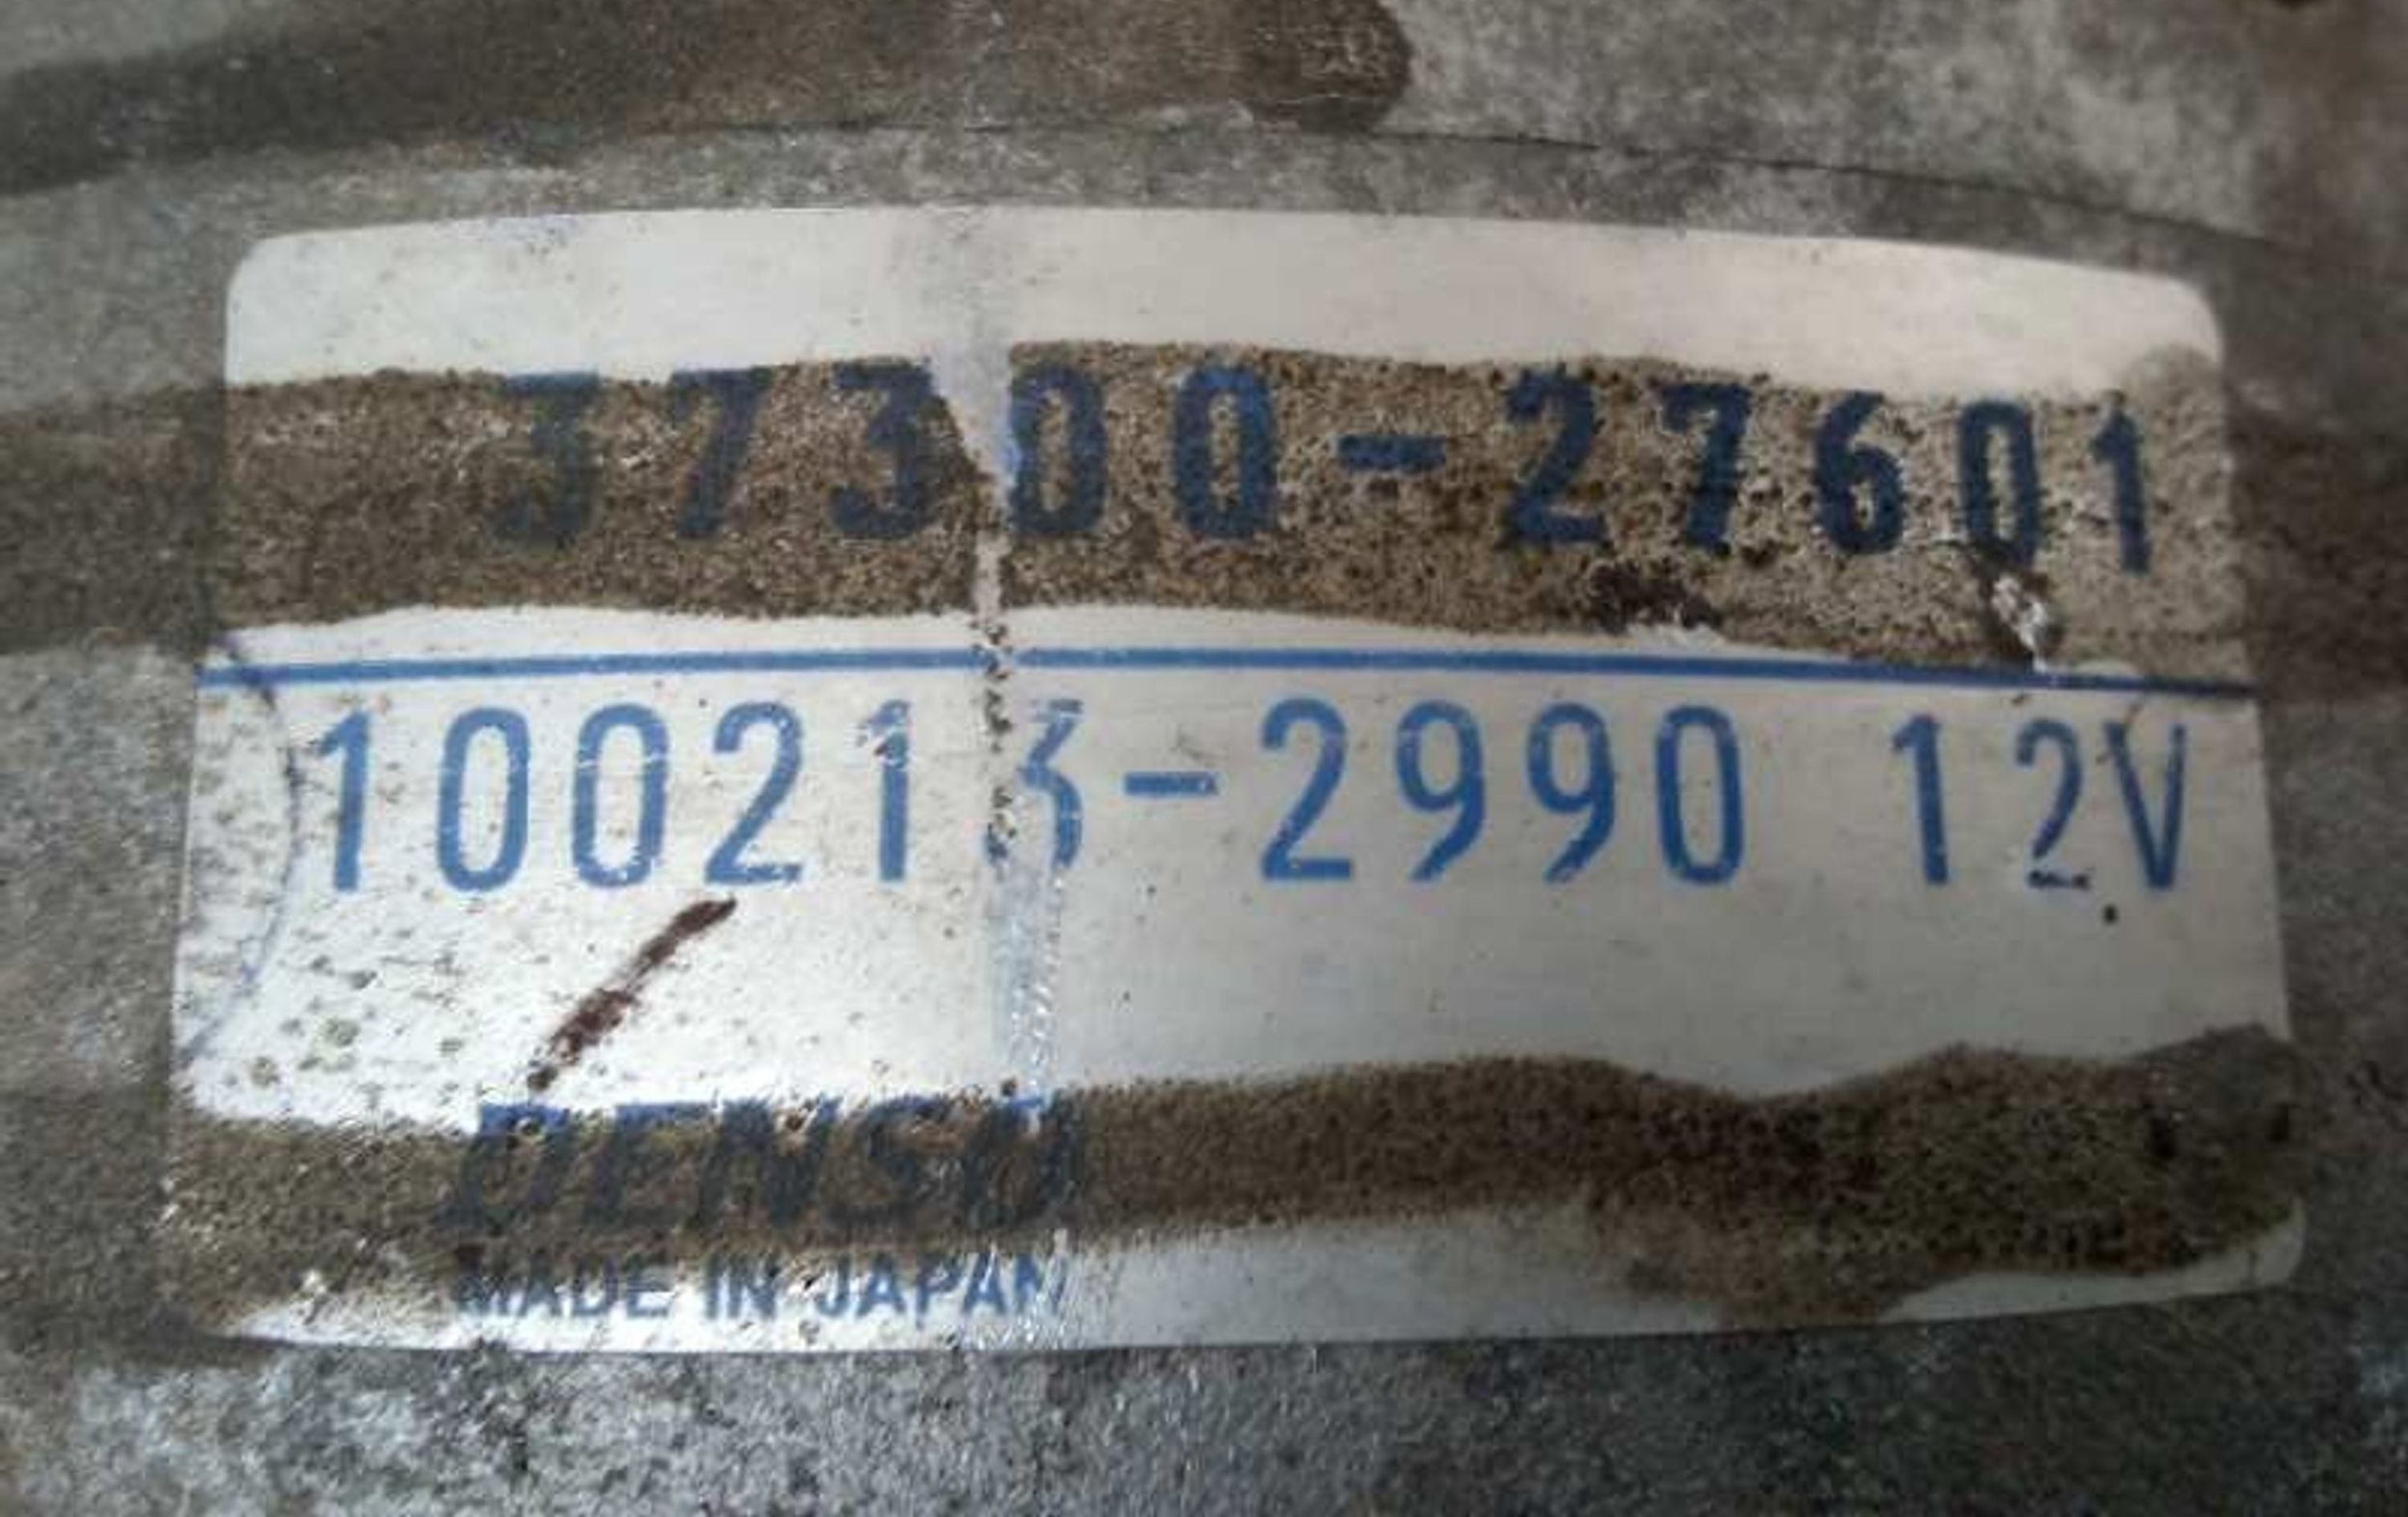 37300-27601
100213-2990 12V
DENSO
MADE IN JAPAN